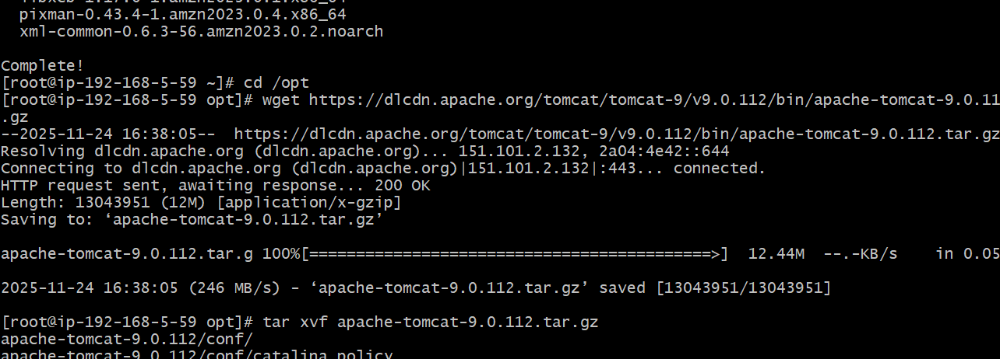 pixman-0.43.4-1.amzn2023.0.4.x86_64
xml-common-0.6.3-56.amzn2023.0.2.noarch
Complete!
[root@ip-192-168-5-59 ~]# cd /opt
[root@ip-192-168-5-59 opt]# wget https://dlcdn.apache.org/tomcat/tomcat-9/v9.0.112/bin/apache-tomcat-9.0.11
.gz
--2025-11-24 16:38:05--  https://dlcdn.apache.org/tomcat/tomcat-9/v9.0.112/bin/apache-tomcat-9.0.112.tar.gz
Resolving dlcdn.apache.org (dlcdn.apache.org)... 151.101.2.132, 2a04:4e42::644
Connecting to dlcdn.apache.org (dlcdn.apache.org)|151.101.2.132|:443... connected.
HTTP request sent, awaiting response... 200 OK
Length: 13043951 (12M) [application/x-gzip]
Saving to: ‘apache-tomcat-9.0.112.tar.gz’
apache-tomcat-9.0.112.tar.g 100%[===========================================>]  12.44M  --.-KB/s    in 0.05
2025-11-24 16:38:05 (246 MB/s) - ‘apache-tomcat-9.0.112.tar.gz’ saved [13043951/13043951]
[root@ip-192-168-5-59 opt]# tar xvf apache-tomcat-9.0.112.tar.gz
apache-tomcat-9.0.112/conf/
apache-tomcat-9.0.112/conf/catalina.policy